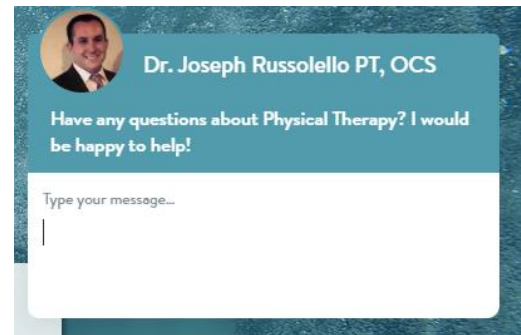 Dr. Joseph Russolello PT, OCS
Have any questions about Physical Therapy? I would
be happy to help!
Type your message...